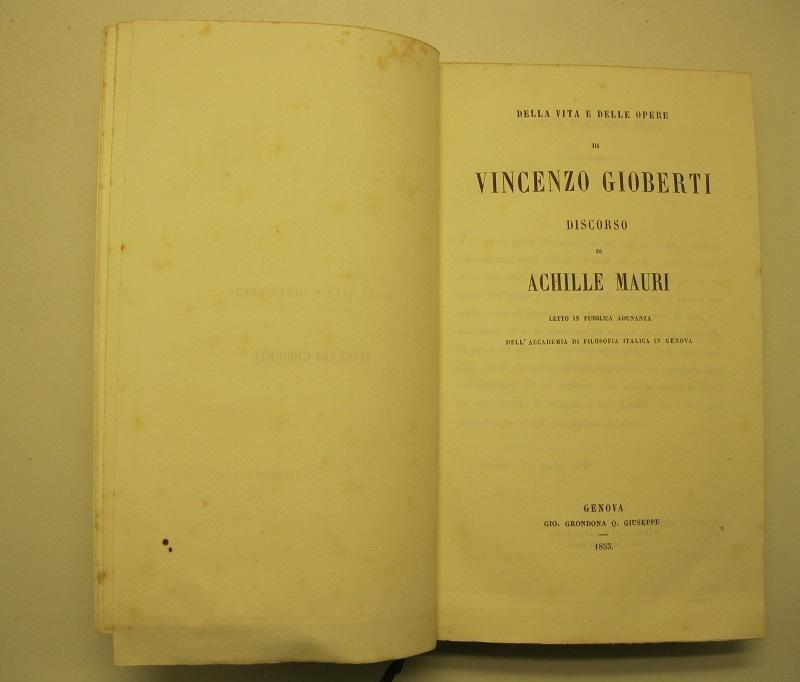 DELLA VITA E DELLE OPERE
DI
VINCENZO GIOBERTI
DISCORSO
DI
ACHILLE MAURI
LETTO IN PUBBLICA ADUNANZA
DELL' ACCADEMIA DI FILOSOFIA ITALICA IN GENOVA
GENOVA
GIO. GRONDONA Q. GIUSEPPE
1853.